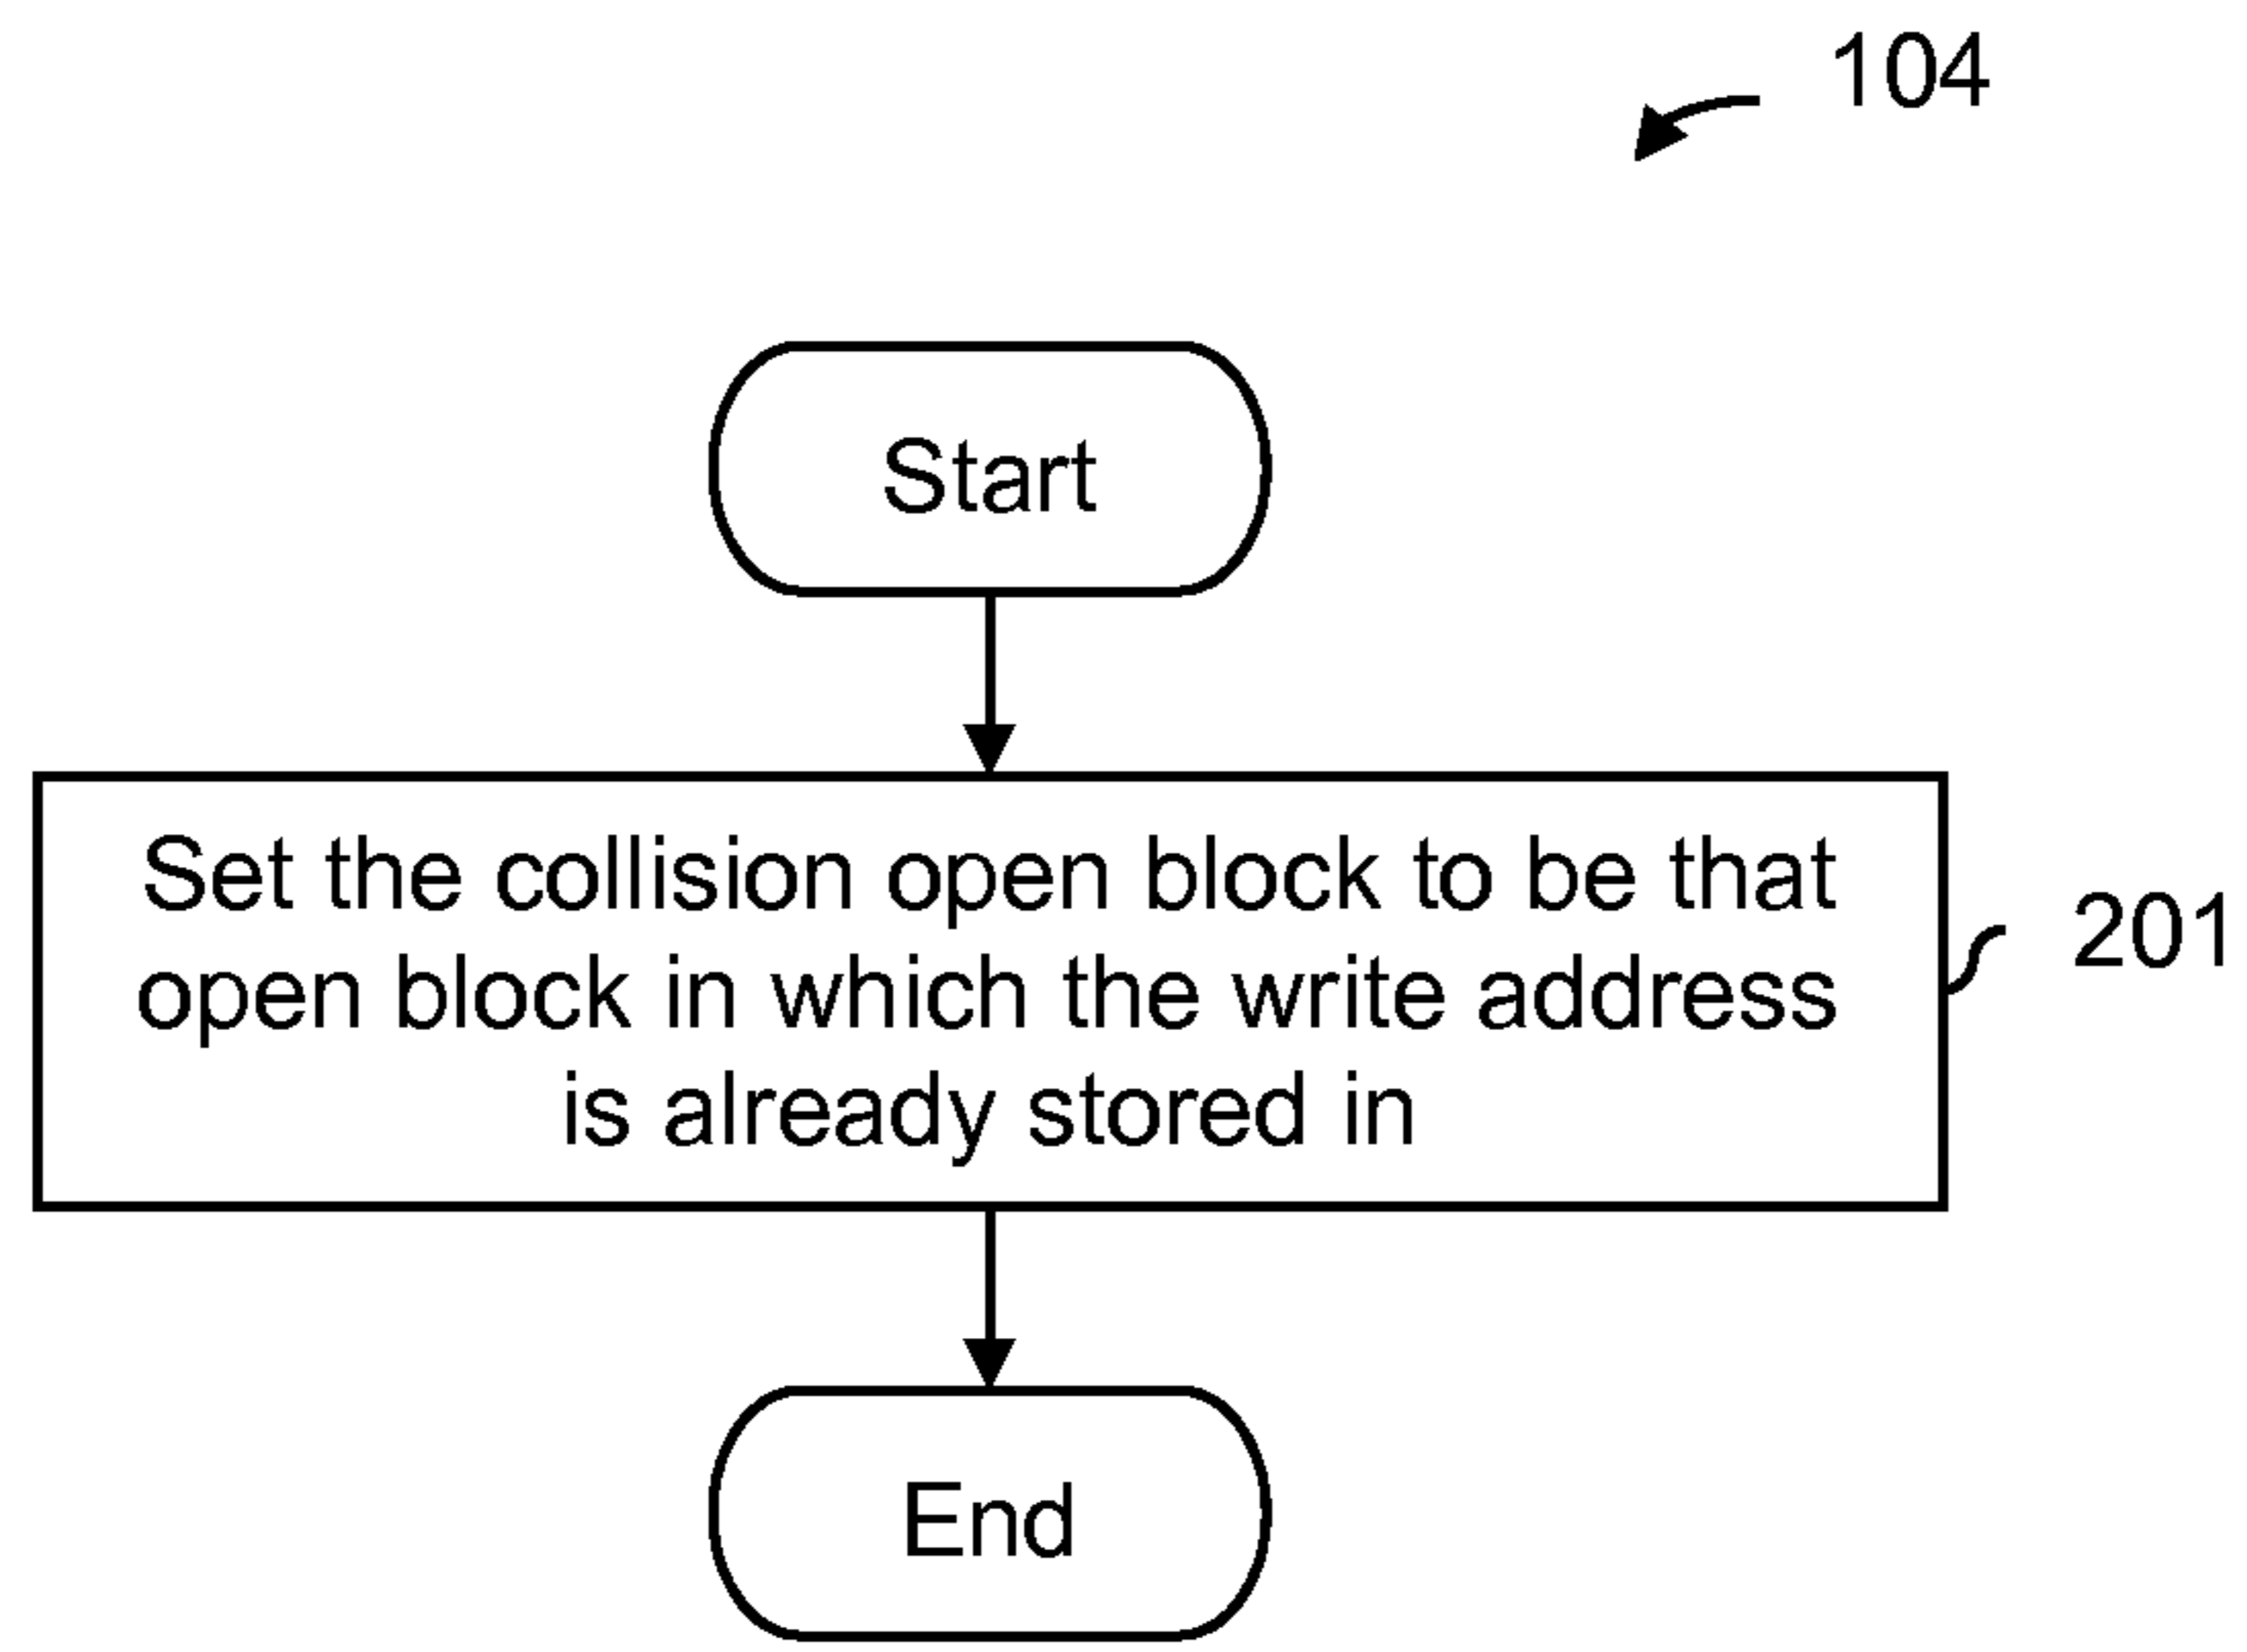 104
Start
Set the collision open block to be that
open block in which the write address
is already stored in
201
End